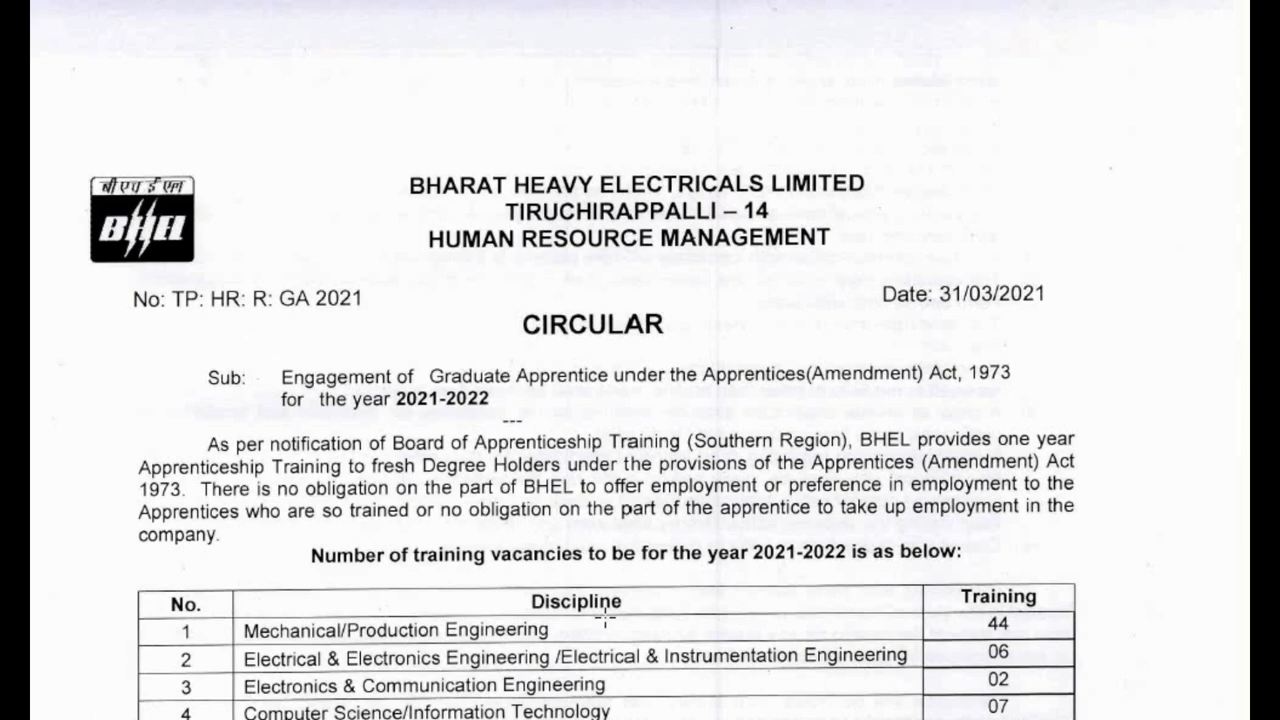 बी एच ई एल
BHEL
BHARAT HEAVY ELECTRICALS LIMITED
TIRUCHIRAPPALLI – 14
HUMAN RESOURCE MANAGEMENT
No: TP: HR: R: GA 2021
Date: 31/03/2021
CIRCULAR
Sub: Engagement of Graduate Apprentice under the Apprentices(Amendment) Act, 1973
for the year 2021-2022
---
As per notification of Board of Apprenticeship Training (Southern Region), BHEL provides one year
Apprenticeship Training to fresh Degree Holders under the provisions of the Apprentices (Amendment) Act
1973. There is no obligation on the part of BHEL to offer employment or preference in employment to the
Apprentices who are so trained or no obligation on the part of the apprentice to take up employment in the
company.
Number of training vacancies to be for the year 2021-2022 is as below:
No. Discipline Training
1 Mechanical/Production Engineering 44
2 Electrical & Electronics Engineering /Electrical & Instrumentation Engineering 06
3 Electronics & Communication Engineering 02
4 Computer Science/Information Technology 07